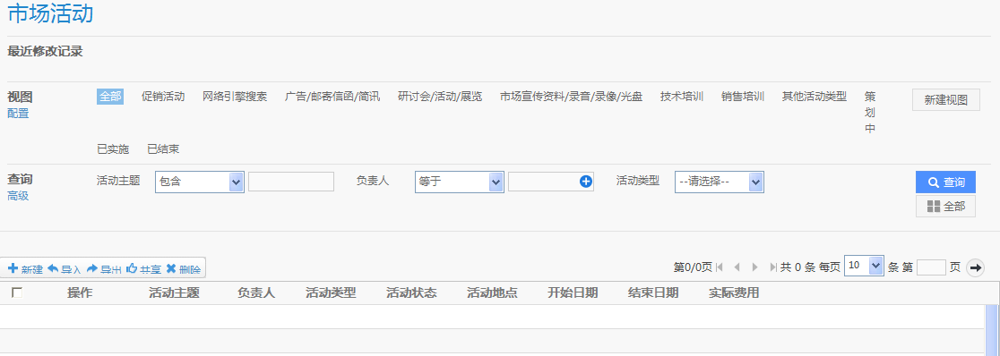 市场活动
最近修改记录
视图 全部 促销活动 网络引擎搜索 广告/邮寄信函/简讯 研讨会/活动/展览 市场宣传资料/录音/录像/光盘 技术培训 销售培训 其他活动类型 策划中 新建视图
配置
已实施 已结束
查询 活动主题 包含 负责人 等于 活动类型 --请选择-- 查询
高级 全部
新建 导入 导出 共享 删除 第0/0页 共 0 条 每页 10 条 第 页
操作 活动主题 负责人 活动类型 活动状态 活动地点 开始日期 结束日期 实际费用